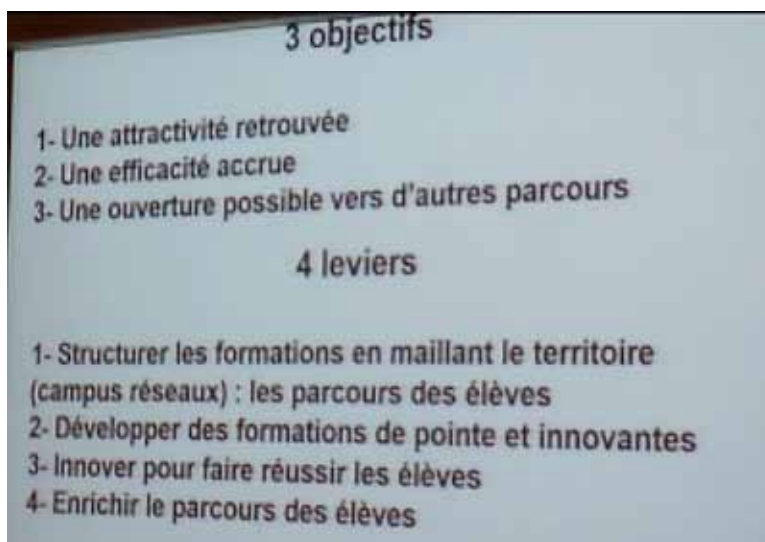 3 objectifs
1- Une attractivité retrouvée
2- Une efficacité accrue
3- Une ouverture possible vers d'autres parcours
4 leviers
1- Structurer les formations en maillant le territoire
(campus réseaux) : les parcours des élèves
2- Développer des formations de pointe et innovantes
3- Innover pour faire réussir les élèves
4- Enrichir le parcours des élèves